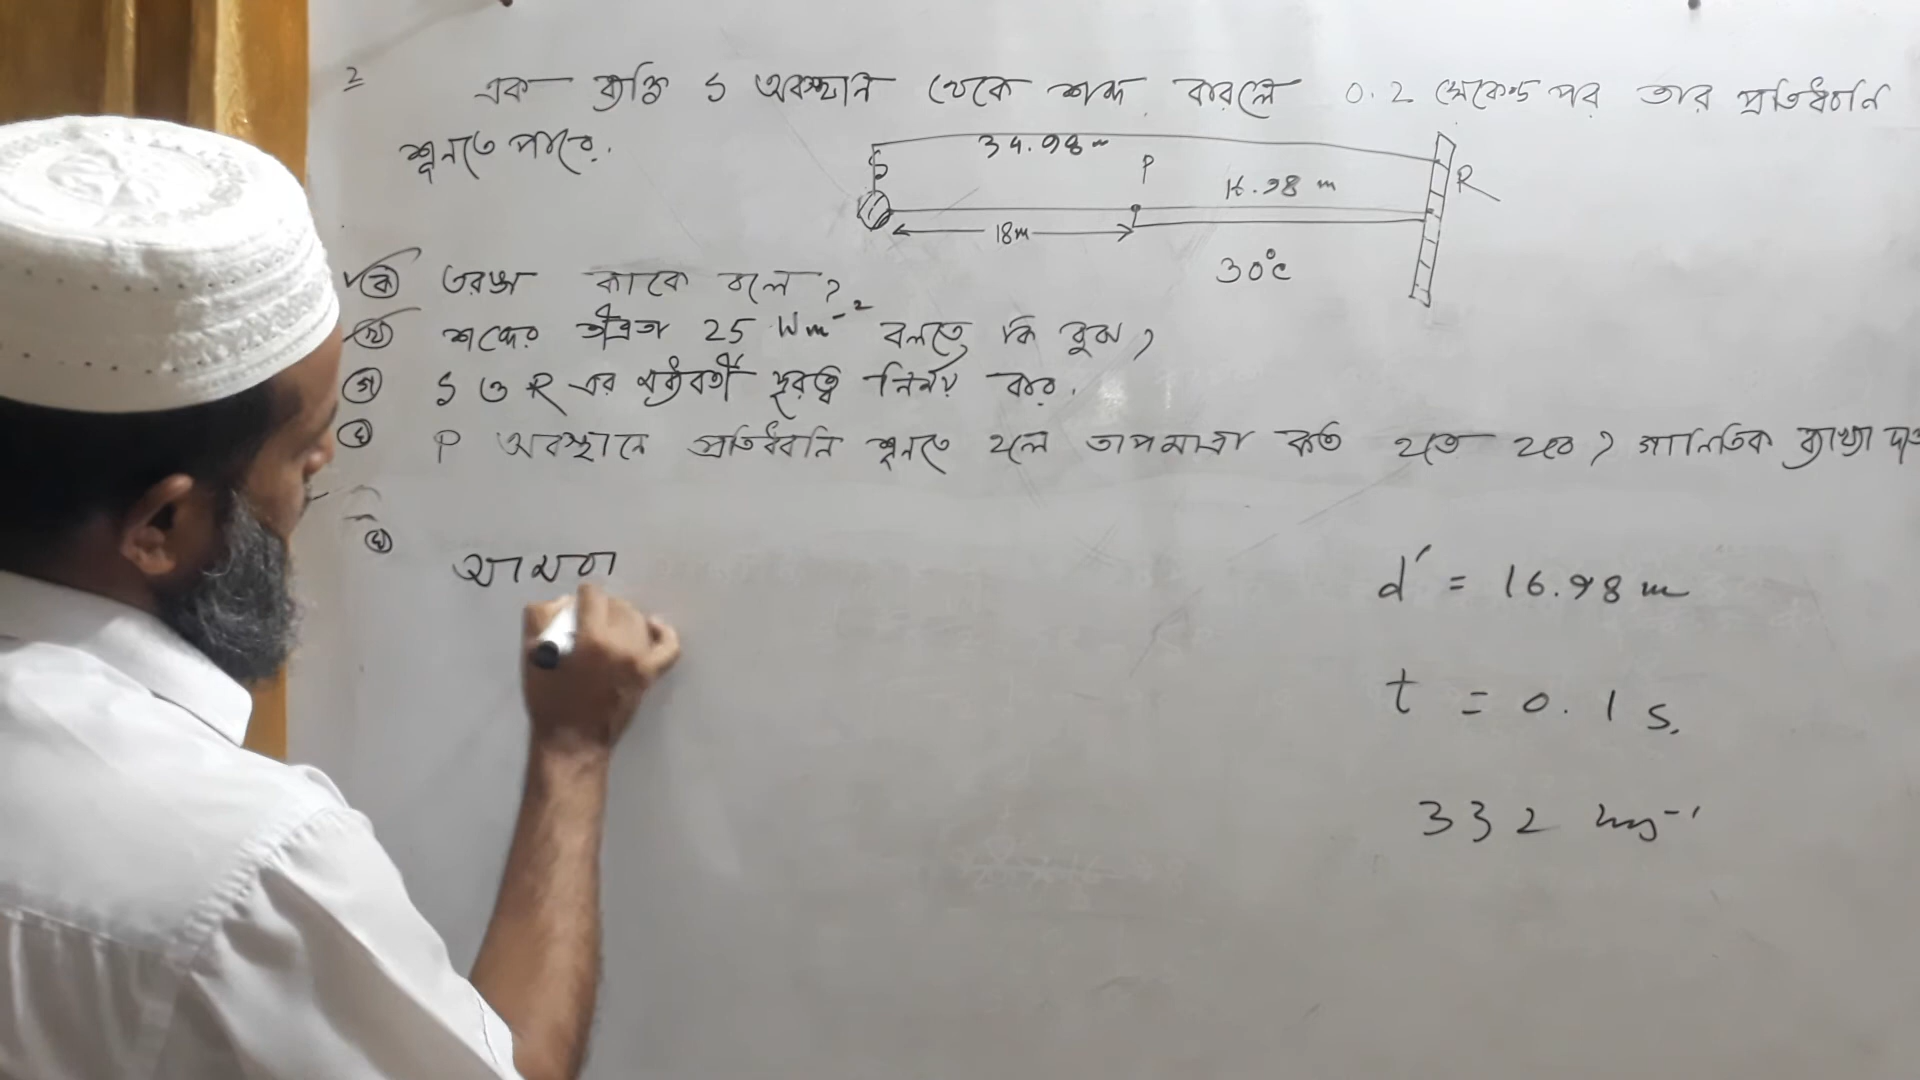 ২ এক ব্যক্তি S অবস্থান থেকে শব্দ করলে 0.2 সেকেন্ড পর তার প্রতিধ্বনি
শুনতে পারে.
34.98 m
S
P
16.98 m
R
18m
30°c
ক তরঙ্গ কাকে বলে ?
খ শব্দের তীব্রতা 25 Wm⁻² বলতে কি বুঝ ?
গ S ও R এর মধ্যবর্তী দূরত্ব নির্ণয় কর.
ঘ P অবস্থানে প্রতিধ্বনি শুনতে হলে তাপমাত্রা কত হতে হবে ? গানিতিক ব্যাখ্যা দাও
ঘ আমরা
d′ = 16.98 m
t = 0.1 s.
332 ms⁻¹